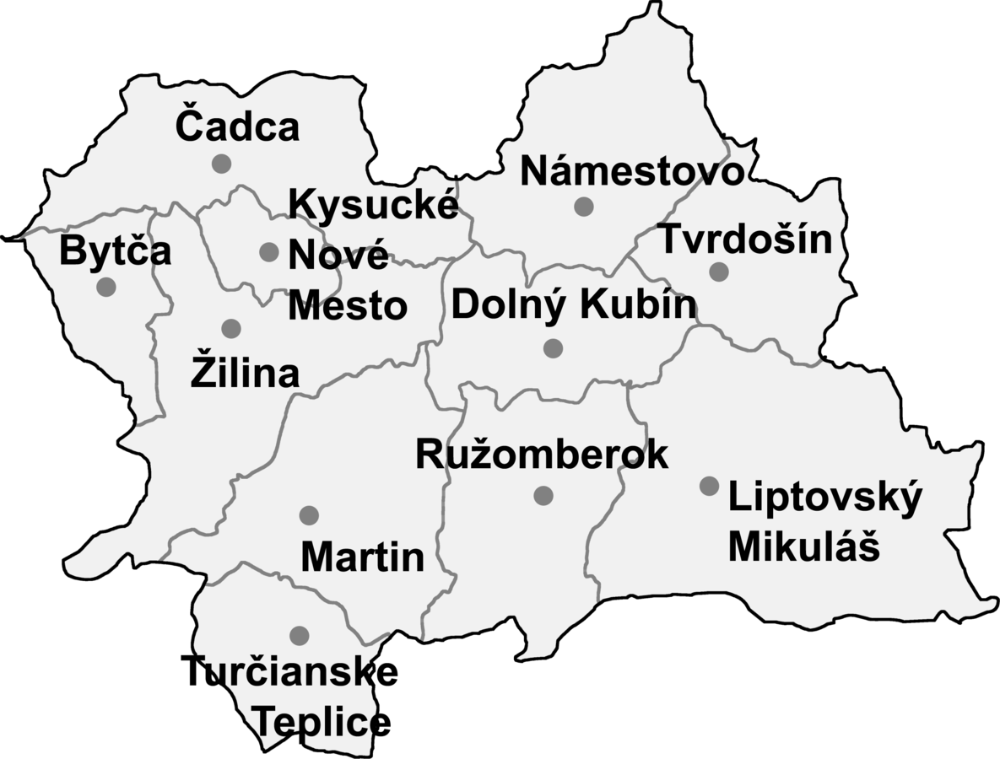 Čadca
Námestovo
Kysucké
Nové
Mesto
Bytča
Tvrdošín
Dolný Kubín
Žilina
Ružomberok
Liptovský
Mikuláš
Martin
Turčianske
Teplice